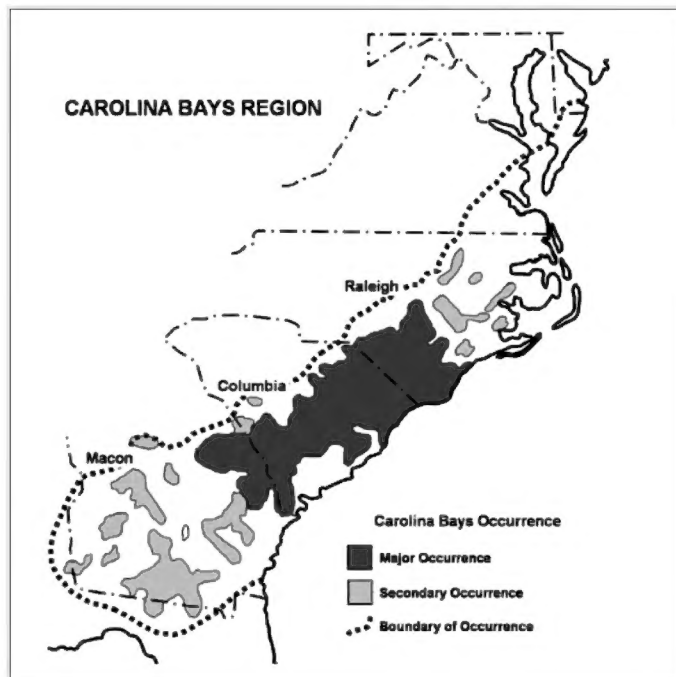 CAROLINA BAYS REGION
Raleigh
Columbia
Macon
Carolina Bays Occurrence
Major Occurrence
Secondary Occurrence
Boundary of Occurrence